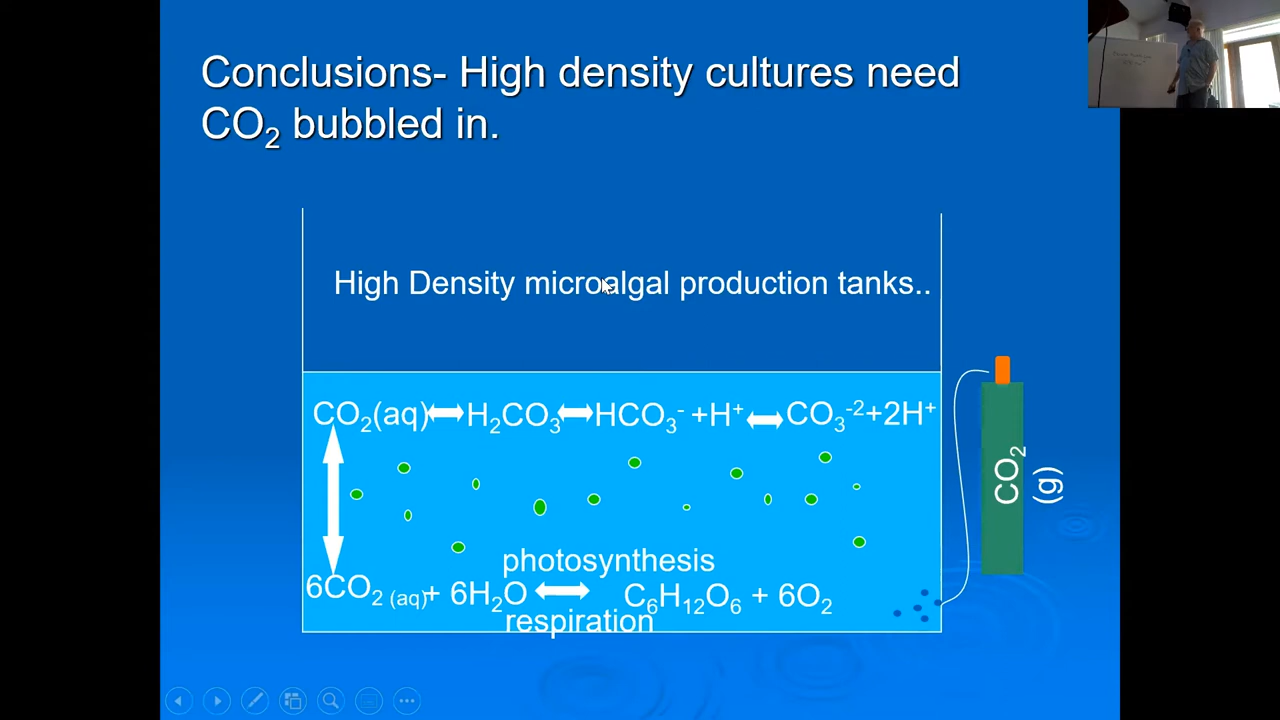 Conclusions- High density cultures need
CO₂ bubbled in.
High Density microalgal production tanks..
CO₂(aq)⟷H₂CO₃⟷HCO₃⁻ +H⁺⟷CO₃⁻²+2H⁺
CO₂
(g)
photosynthesis
6CO₂ (aq)+ 6H₂O ⟷ C₆H₁₂O₆ + 6O₂
respiration